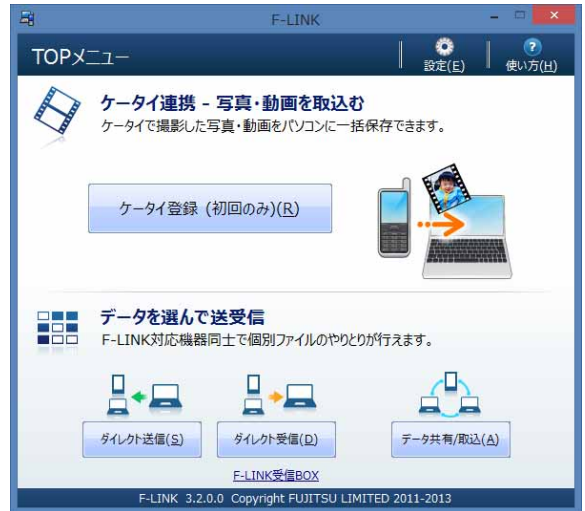 F-LINK
TOPメニュー
設定(E)
使い方(H)
ケータイ連携 - 写真・動画を取込む
ケータイで撮影した写真・動画をパソコンに一括保存できます。
ケータイ登録 (初回のみ)(R)
データを選んで送受信
F-LINK対応機器同士で個別ファイルのやりとりが行えます。
ダイレクト送信(S)
ダイレクト受信(D)
データ共有/取込(A)
F-LINK受信BOX
F-LINK 3.2.0.0 Copyright FUJITSU LIMITED 2011-2013